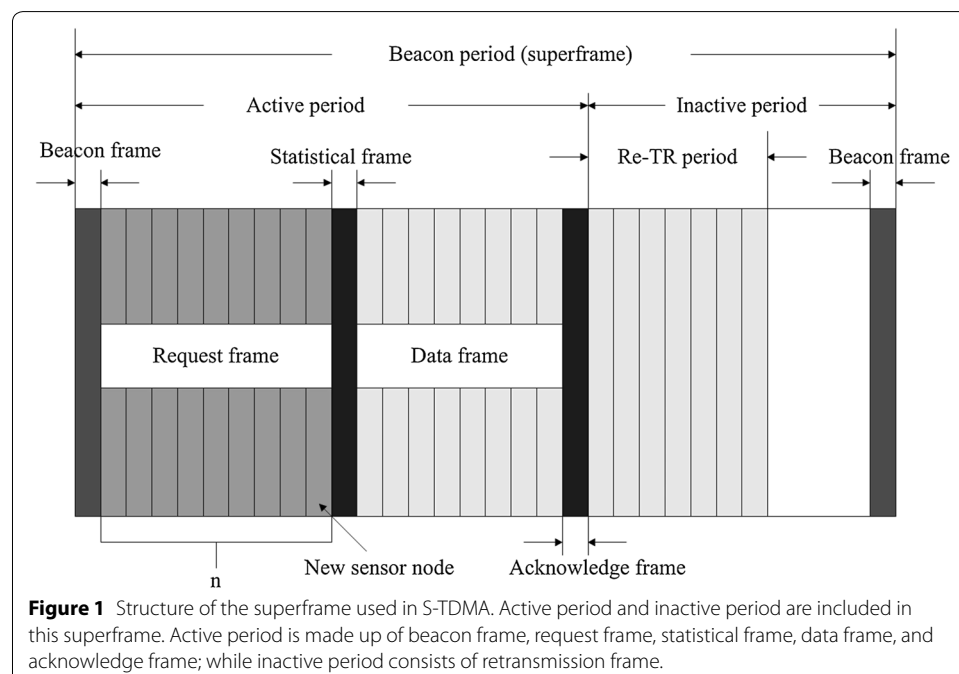 Beacon period (superframe)
Active period
Inactive period
Beacon frame
Statistical frame
Re-TR period
Beacon frame
Request frame
Data frame
n
New sensor node
Acknowledge frame
Figure 1 Structure of the superframe used in S-TDMA. Active period and inactive period are included in
this superframe. Active period is made up of beacon frame, request frame, statistical frame, data frame, and
acknowledge frame; while inactive period consists of retransmission frame.